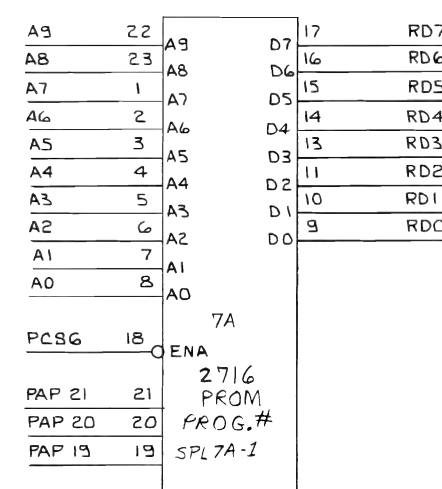 A9 22 A9 D7 17 RD7
A8 23 A8 D6 16 RD6
A7 1 A7 D5 15 RD5
A6 2 A6 D4 14 RD4
A5 3 A5 D3 13 RD3
A4 4 A4 D2 11 RD2
A3 5 A3 D1 10 RD1
A2 6 A2 D0 9 RD0
A1 7 A1
A0 8 A0
7A
PCS6 18 ENA
2716
PAP 21 21 PROM
PAP 20 20 PROG.#
PAP 19 19 SPL7A-1